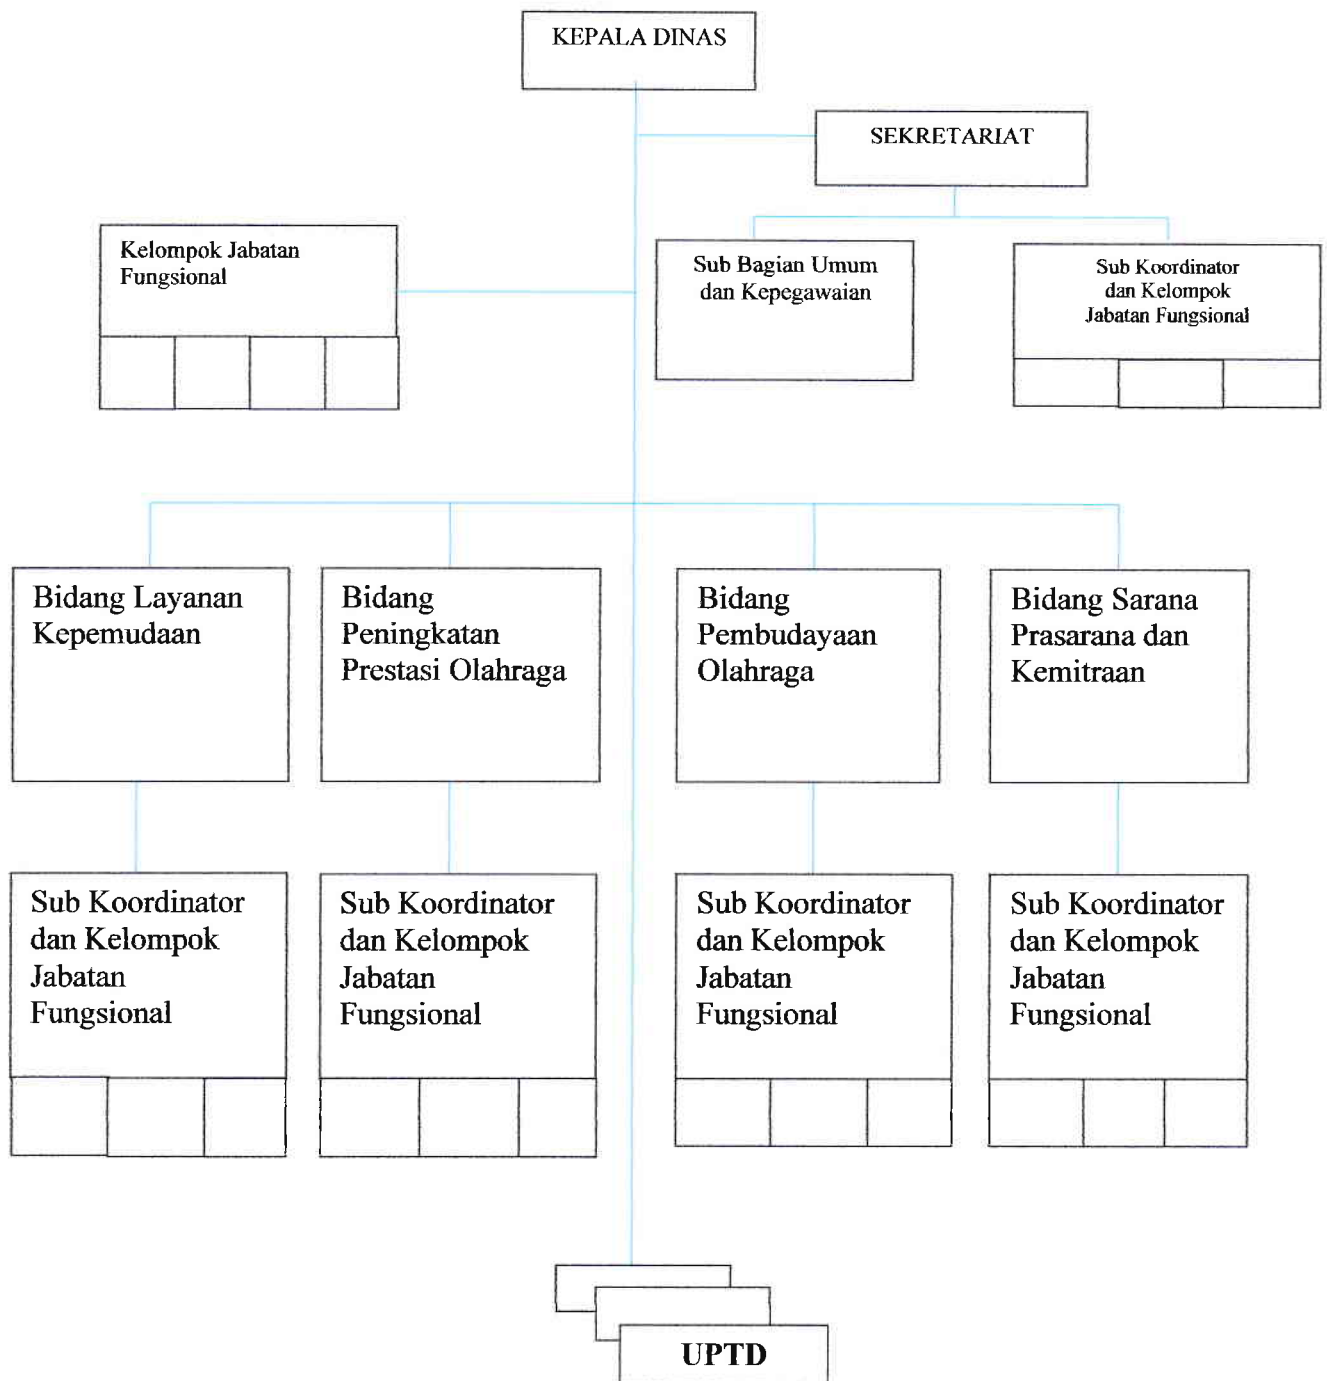 KEPALA DINAS
SEKRETARIAT
Kelompok Jabatan
Fungsional
Sub Bagian Umum
dan Kepegawaian
Sub Koordinator
dan Kelompok
Jabatan Fungsional
Bidang Layanan
Kepemudaan
Bidang
Peningkatan
Prestasi Olahraga
Bidang
Pembudayaan
Olahraga
Bidang Sarana
Prasarana dan
Kemitraan
Sub Koordinator
dan Kelompok
Jabatan
Fungsional
Sub Koordinator
dan Kelompok
Jabatan
Fungsional
Sub Koordinator
dan Kelompok
Jabatan
Fungsional
Sub Koordinator
dan Kelompok
Jabatan
Fungsional
UPTD